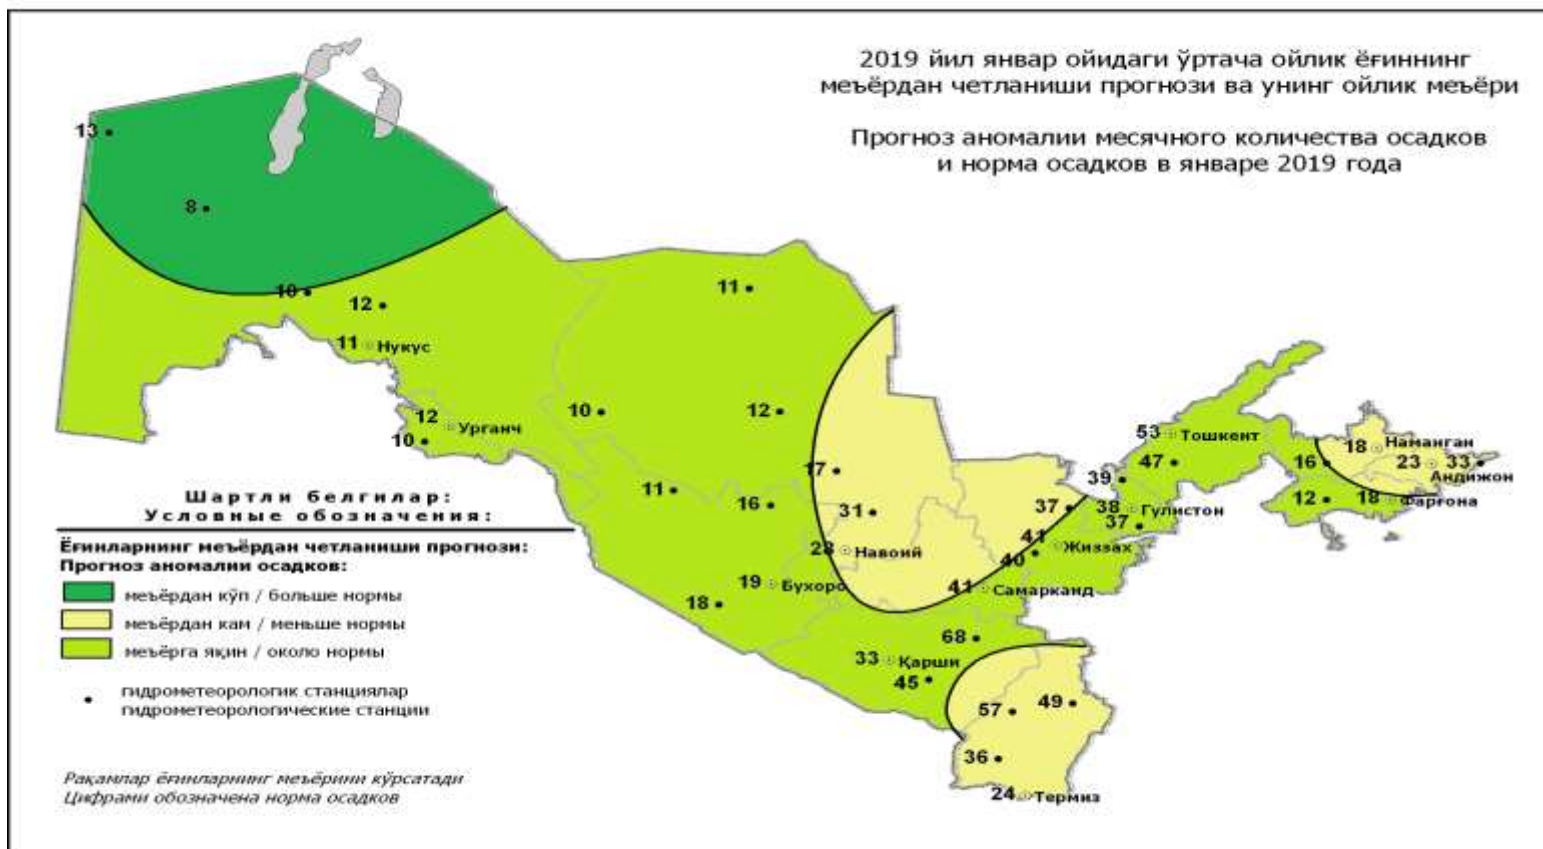 2019 йил январ ойидаги ўртача ойлик ёғиннинг
меъёрдан четланиши прогнози ва унинг ойлик меъёри
Прогноз аномалии месячного количества осадков
и норма осадков в январе 2019 года
13
8
10
12
11
11 Нукус
12 Урганч
10
10
12
17
11
16
31
28 Навоий
37
19 Бухоро
18
41 Самарканд
40
41 Жиззах
53 Тошкент
47
39
38 Гулистон
37
16
18 Наманган
23 Андижон
33
12
18 Фарғона
68
33 Қарши
45
57
49
36
24 Термиз
Шартли белгилар:
Условные обозначения:
Ёғинларнинг меъёрдан четланиши прогнози:
Прогноз аномалии осадков:
меъёрдан кўп / больше нормы
меъёрдан кам / меньше нормы
меъёрга яқин / около нормы
гидрометеорологик станциялар
гидрометеорологические станции
Рақамлар ёғинларнинг меъёрини кўрсатади
Цифрами обозначена норма осадков